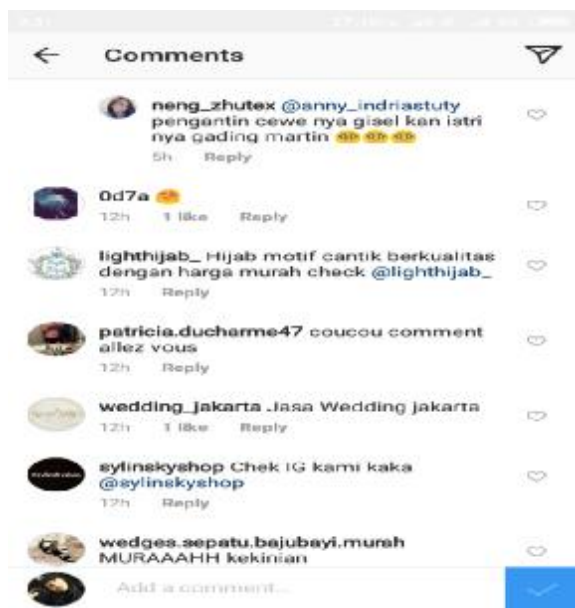 Comments
neng_zhutex @anny_indriastuty
pengantin cewe nya gisel kan istri
nya gading martin
5h Reply
0d7a
12h 1 like Reply
lighthijab_ Hijab motif cantik berkualitas
dengan harga murah check @lighthijab_
12h Reply
patricia.ducharme47 coucou comment
allez vous
12h Reply
wedding_jakarta Jasa Wedding jakarta
12h 1 like Reply
sylinskyshop Chek IG kami kaka
@sylinskyshop
12h Reply
wedges.sepatu.bajubayi.murah
MURAAAHH kekinian
Add a comment...